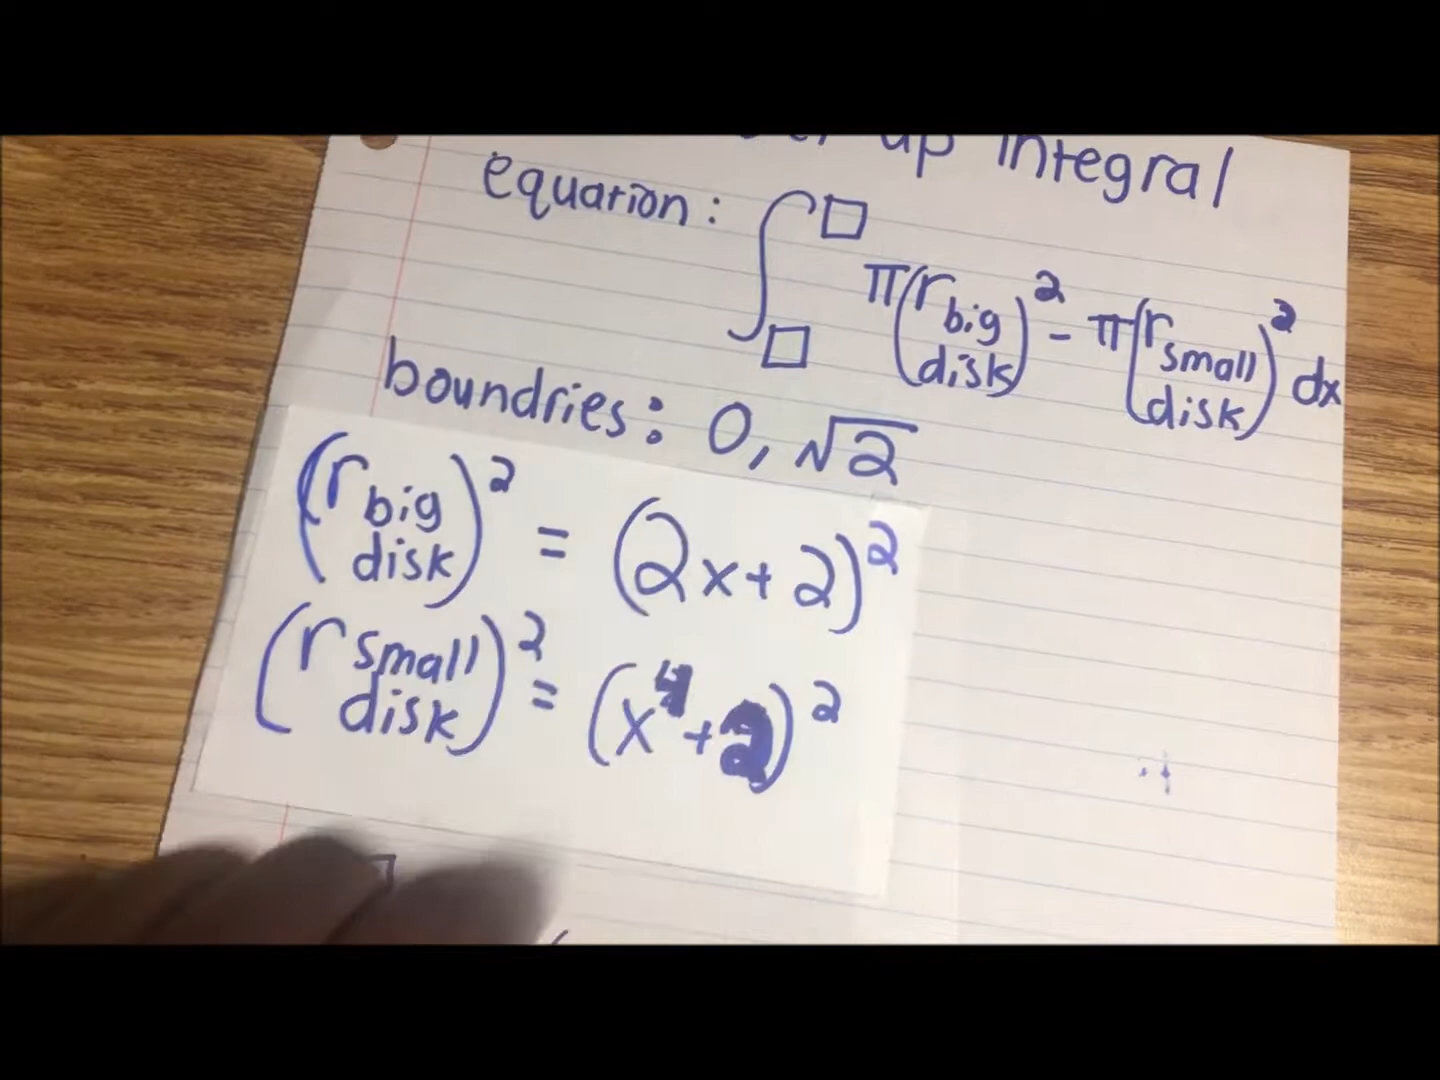 up integral
equation: ∫ □ □ π(r big disk)² - π(r small disk)² dx
boundries: 0, √2
(r big disk)² = (2x+2)²
(r small disk)² = (x⁴+2)²